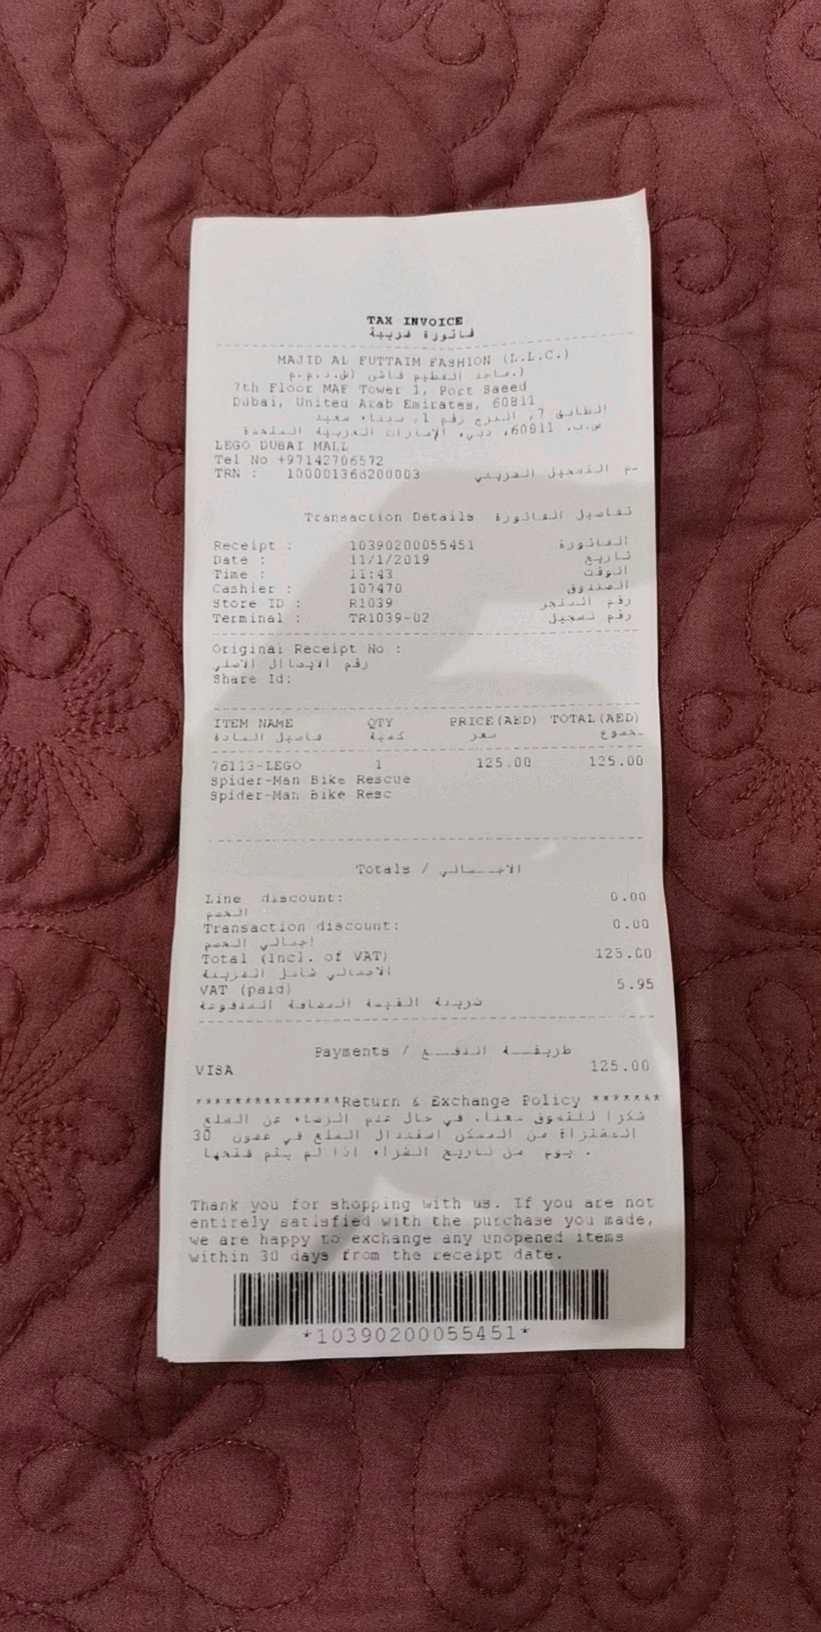 TAX INVOICE
فاتورة ضريبة
MAJID AL FUTTAIM FASHION (L.L.C.)
ماجد الفطيم فاشن (ش.ذ.م.م.)
7th Floor MAF Tower 1, Port Saeed
Dubai, United Arab Emirates, 60811
الطابق 7, البرج رقم 1, ميناء سعيد
ص.ب. 60811, دبي, الإمارات العربية المتحدة
LEGO DUBAI MALL
Tel No +97142706572
TRN : 100001368200003 م التسجيل الضريبي
Transaction Details تفاصيل الفاتورة
Receipt : 10390200055451 الفاتورة
Date : 11/1/2019 تاريخ
Time : 11:43 الوقت
Cashier : 107470 الصندوق
Store ID : R1039 رقم المتجر
Terminal : TR1039-02 رقم تسجيل
Original Receipt No :
رقم الايصاال الاصلي
Share Id:
ITEM NAME QTY PRICE(AED) TOTAL(AED)
فاصيل المادة كمية سعر جموع
76113-LEGO 1 125.00 125.00
Spider-Man Bike Rescue
Spider-Man Bike Resc
Totals / الاجمالي
Line discount: 0.00
الخصم
Transaction discount: 0.00
إجمالي الخصم
Total (Incl. of VAT) 125.00
الاجمالي شامل الضريبة
VAT (paid) 5.95
ضريبة القيمة المضافة المدفوعة
Payments / طريقة الدفع
VISA 125.00
***************Return & Exchange Policy *******
شكرا للتسوق معنا. في حال عدم الرضاء عن السلع
المشتراة من الممكن استبدال السلع في غضون 30
يوم من تاريخ الشراء اذا لم يتم فتحها .
Thank you for shopping with us. If you are not
entirely satisfied with the purchase you made,
we are happy to exchange any unopened items
within 30 days from the receipt date.
*10390200055451*